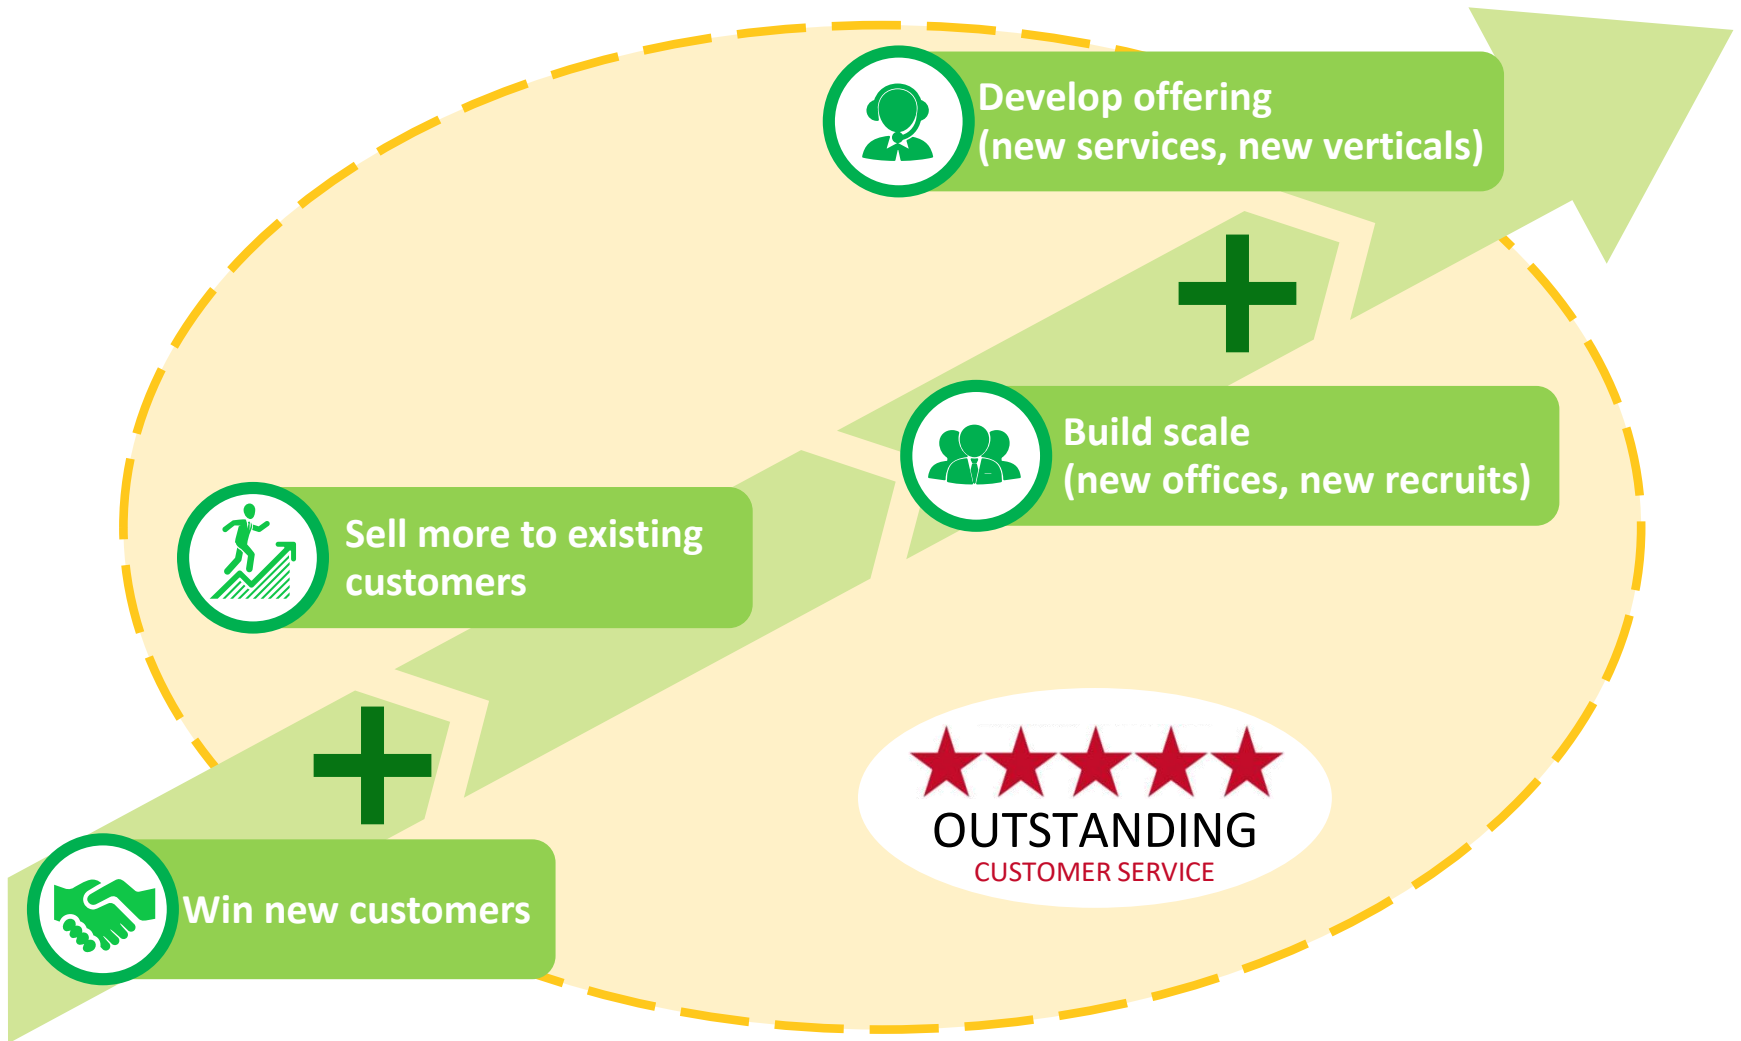 Develop offering
(new services, new verticals)
Build scale
(new offices, new recruits)
Sell more to existing
customers
OUTSTANDING
CUSTOMER SERVICE
Win new customers